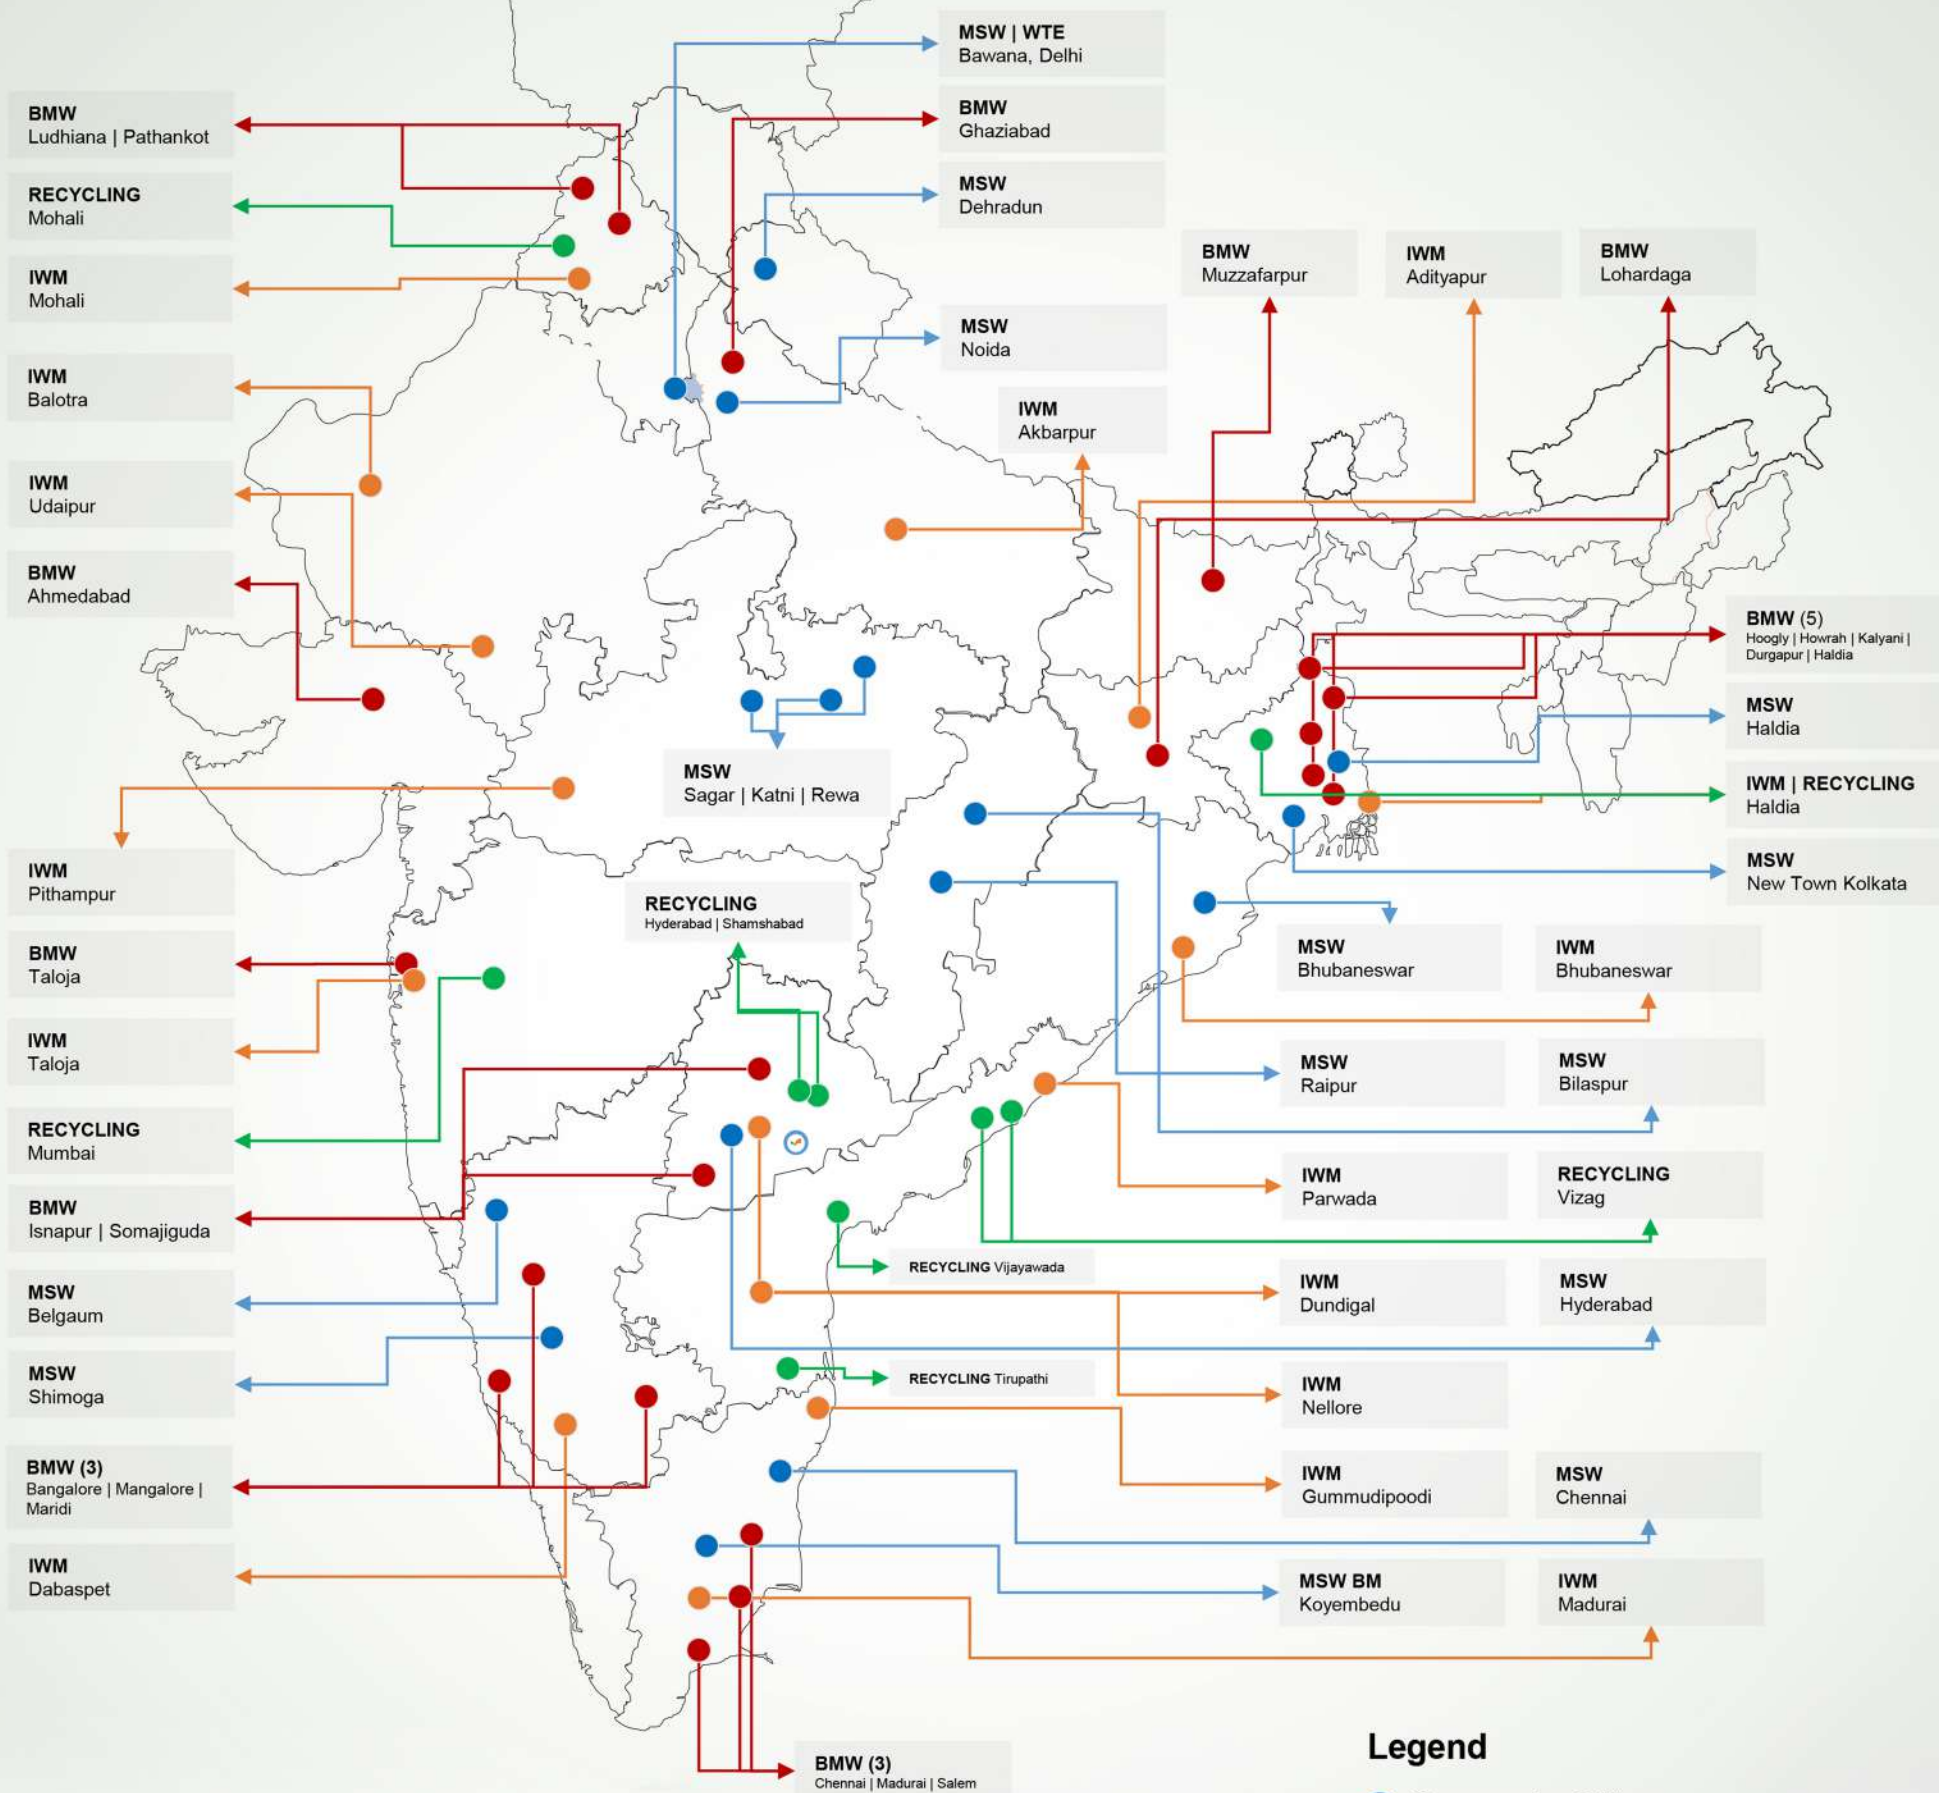 MSW | WTE
Bawana, Delhi
BMW
Ghaziabad
MSW
Dehradun
MSW
Noida
IWM
Akbarpur
BMW
Muzzafarpur
IWM
Adityapur
BMW
Lohardaga
BMW
Ludhiana | Pathankot
RECYCLING
Mohali
IWM
Mohali
IWM
Balotra
IWM
Udaipur
BMW
Ahmedabad
IWM
Pithampur
BMW
Taloja
IWM
Taloja
RECYCLING
Mumbai
BMW
Isnapur | Somajiguda
MSW
Belgaum
MSW
Shimoga
BMW (3)
Bangalore | Mangalore |
Maridi
IWM
Dabaspet
MSW
Sagar | Katni | Rewa
RECYCLING
Hyderabad | Shamshabad
RECYCLING Vijayawada
RECYCLING Tirupathi
BMW (5)
Hoogly | Howrah | Kalyani |
Durgapur | Haldia
MSW
Haldia
IWM | RECYCLING
Haldia
MSW
New Town Kolkata
MSW
Bhubaneswar
IWM
Bhubaneswar
MSW
Raipur
MSW
Bilaspur
IWM
Parwada
RECYCLING
Vizag
IWM
Dundigal
MSW
Hyderabad
IWM
Nellore
IWM
Gummudipoodi
MSW
Chennai
MSW BM
Koyembedu
IWM
Madurai
BMW (3)
Chennai | Madurai | Salem
Legend